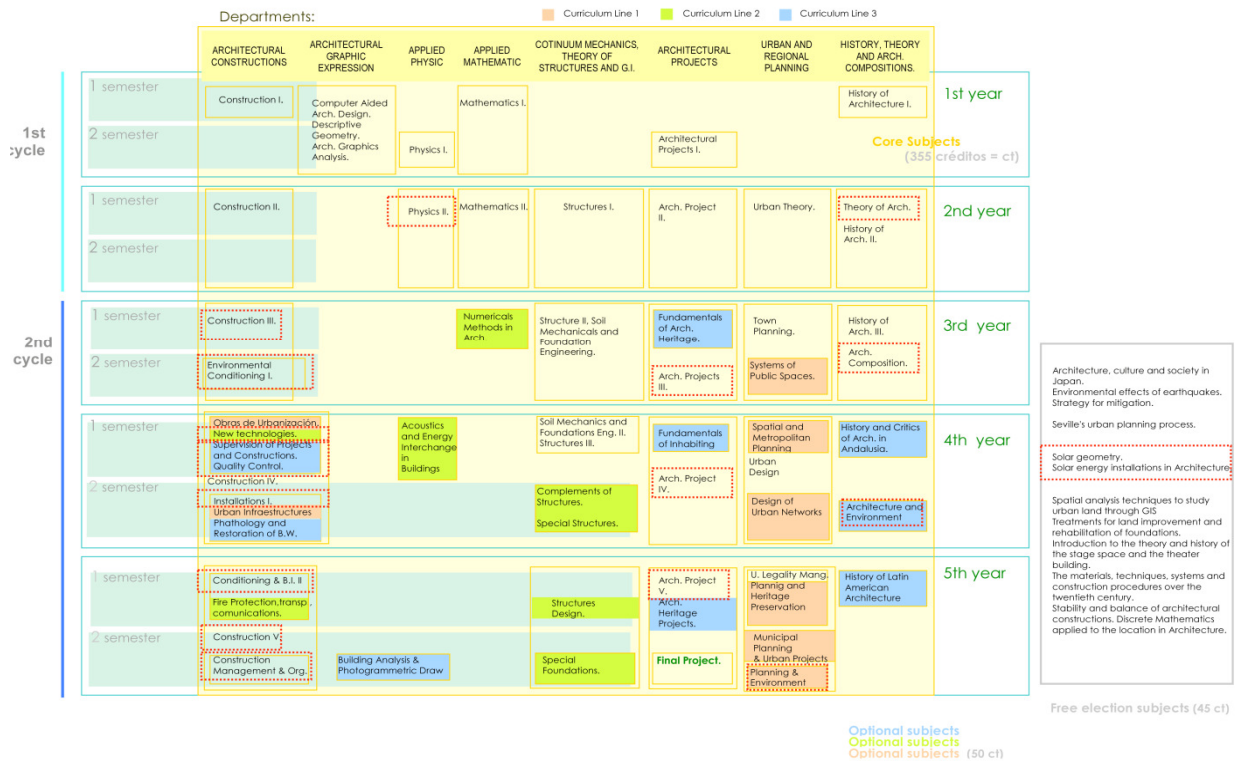 Departments:
Curriculum Line 1
Curriculum Line 2
Curriculum Line 3
ARCHITECTURAL
CONSTRUCTIONS
ARCHITECTURAL
GRAPHIC
EXPRESSION
APPLIED
PHYSIC
APPLIED
MATHEMATIC
COTINUUM MECHANICS,
THEORY OF
STRUCTURES AND G.I.
ARCHITECTURAL
PROJECTS
URBAN AND
REGIONAL
PLANNING
HISTORY, THEORY
AND ARCH.
COMPOSITIONS.
1st
cycle
1 semester
2 semester
Construction I.
Computer Aided
Arch. Design.
Descriptive
Geometry.
Arch. Graphics
Analysis.
Physics I.
Mathematics I.
Architectural
Projects I.
History of
Architecture I.
1st year
Core Subjects
(355 créditos = ct)
1 semester
2 semester
Construction II.
Physics II.
Mathematics II.
Structures I.
Arch. Project
II.
Urban Theory.
Theory of Arch.
History of
Arch. II.
2nd year
2nd
cycle
1 semester
2 semester
Construction III.
Environmental
Conditioning I.
Numericals
Methods in
Arch
Structure II, Soil
Mechanicals and
Foundation
Engineering.
Fundamentals
of Arch.
Heritage.
Arch. Projects
III.
Town
Planning.
Systems of
Public Spaces.
History of
Arch. III.
Arch.
Composition.
3rd year
1 semester
2 semester
Obras de Urbanización.
New technologies.
Supervision of Projects
and Constructions.
Quality Control.
Construction IV.
Installations I.
Urban Infraestructures
Phathology and
Restoration of B.W.
Acoustics
and Energy
Interchange
in
Buildings
Soil Mechanics and
Foundations Eng. II.
Structures III.
Complements of
Structures.
Special Structures.
Fundamentals
of Inhabiting
Arch. Project
IV.
Spatial and
Metropolitan
Planning
Urban
Design
Design of
Urban Networks
History and Critics
of Arch. in
Andalusia.
Architecture and
Environment
4th year
1 semester
2 semester
Conditioning & B.I. II
Fire Protection,transp.,
comunications.
Construction V.
Construction
Management & Org.
Building Analysis &
Photogrammetric Draw
Structures
Design.
Special
Foundations.
Arch. Project
V.
Arch.
Heritage
Projects.
Final Project.
U. Legality Mang.
Plannig and
Heritage
Preservation
Municipal
Planning
& Urban Projects
Planning &
Environment
History of Latin
American
Architecture
5th year
Architecture, culture and society in
Japan.
Environmental effects of earthquakes.
Strategy for mitigation.
Seville's urban planning process.
Solar geometry.
Solar energy installations in Architecture
Spatial analysis techniques to study
urban land through GIS
Treatments for land improvement and
rehabilitation of foundations.
Introduction to the theory and history of
the stage space and the theater
building.
The materials, techniques, systems and
construction procedures over the
twentieth century.
Stability and balance of architectural
constructions. Discrete Mathematics
applied to the location in Architecture.
Free election subjects (45 ct)
Optional subjects
Optional subjects
Optional subjects (50 ct)